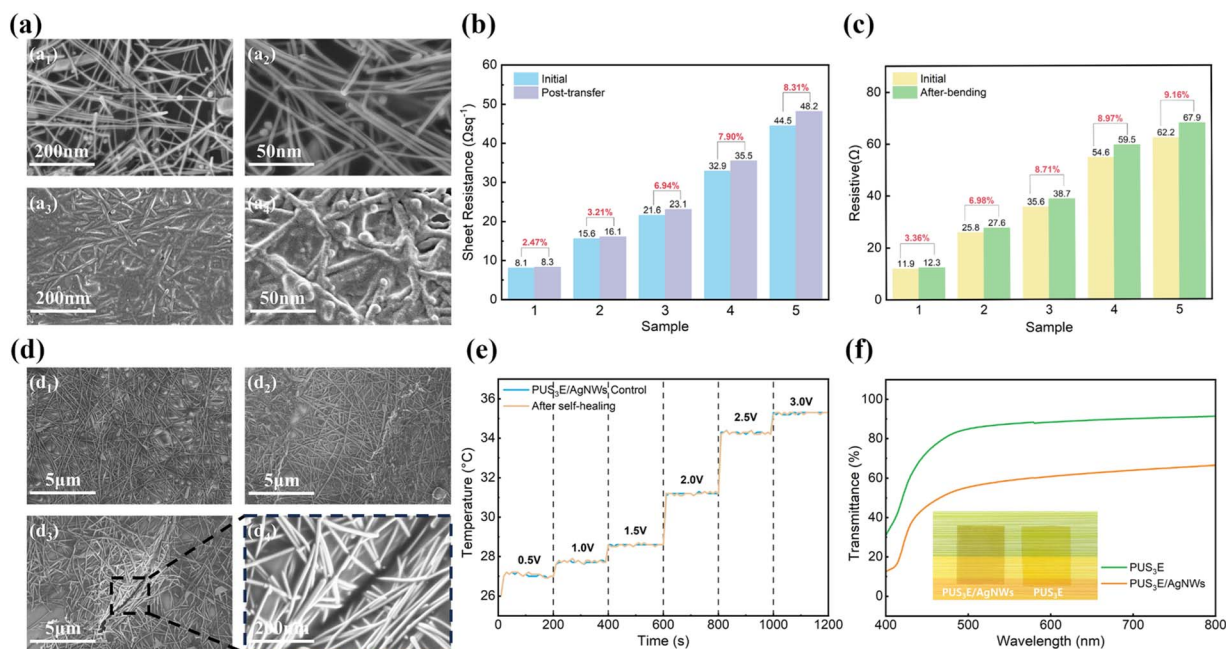 (a)
(a1)
200nm
(a2)
50nm
(a3)
200nm
(a4)
50nm
(b)
Sheet Resistance (Ωsq⁻¹)
60
50
40
30
20
10
0
Initial
Post-transfer
2.47%
8.1 8.3
3.21%
15.6 16.1
6.94%
21.6 23.1
7.90%
32.9 35.5
8.31%
44.5 48.2
1 2 3 4 5
Sample
(c)
Resistive(Ω)
80
60
40
20
0
Initial
After-bending
3.36%
11.9 12.3
6.98%
25.8 27.6
8.71%
35.6 38.7
8.97%
54.6 59.5
9.16%
62.2 67.9
1 2 3 4 5
Sample
(d)
(d1)
5μm
(d2)
5μm
(d3)
5μm
(d4)
200nm
(e)
Temperature (°C)
36
34
32
30
28
26
PUS3E/AgNWs Control
After self-healing
0.5V
1.0V
1.5V
2.0V
2.5V
3.0V
0 200 400 600 800 1000 1200
Time (s)
(f)
Transmittance (%)
100
80
60
40
20
0
PUS3E/AgNWs PUS3E
PUS3E
PUS3E/AgNWs
400 500 600 700 800
Wavelength (nm)